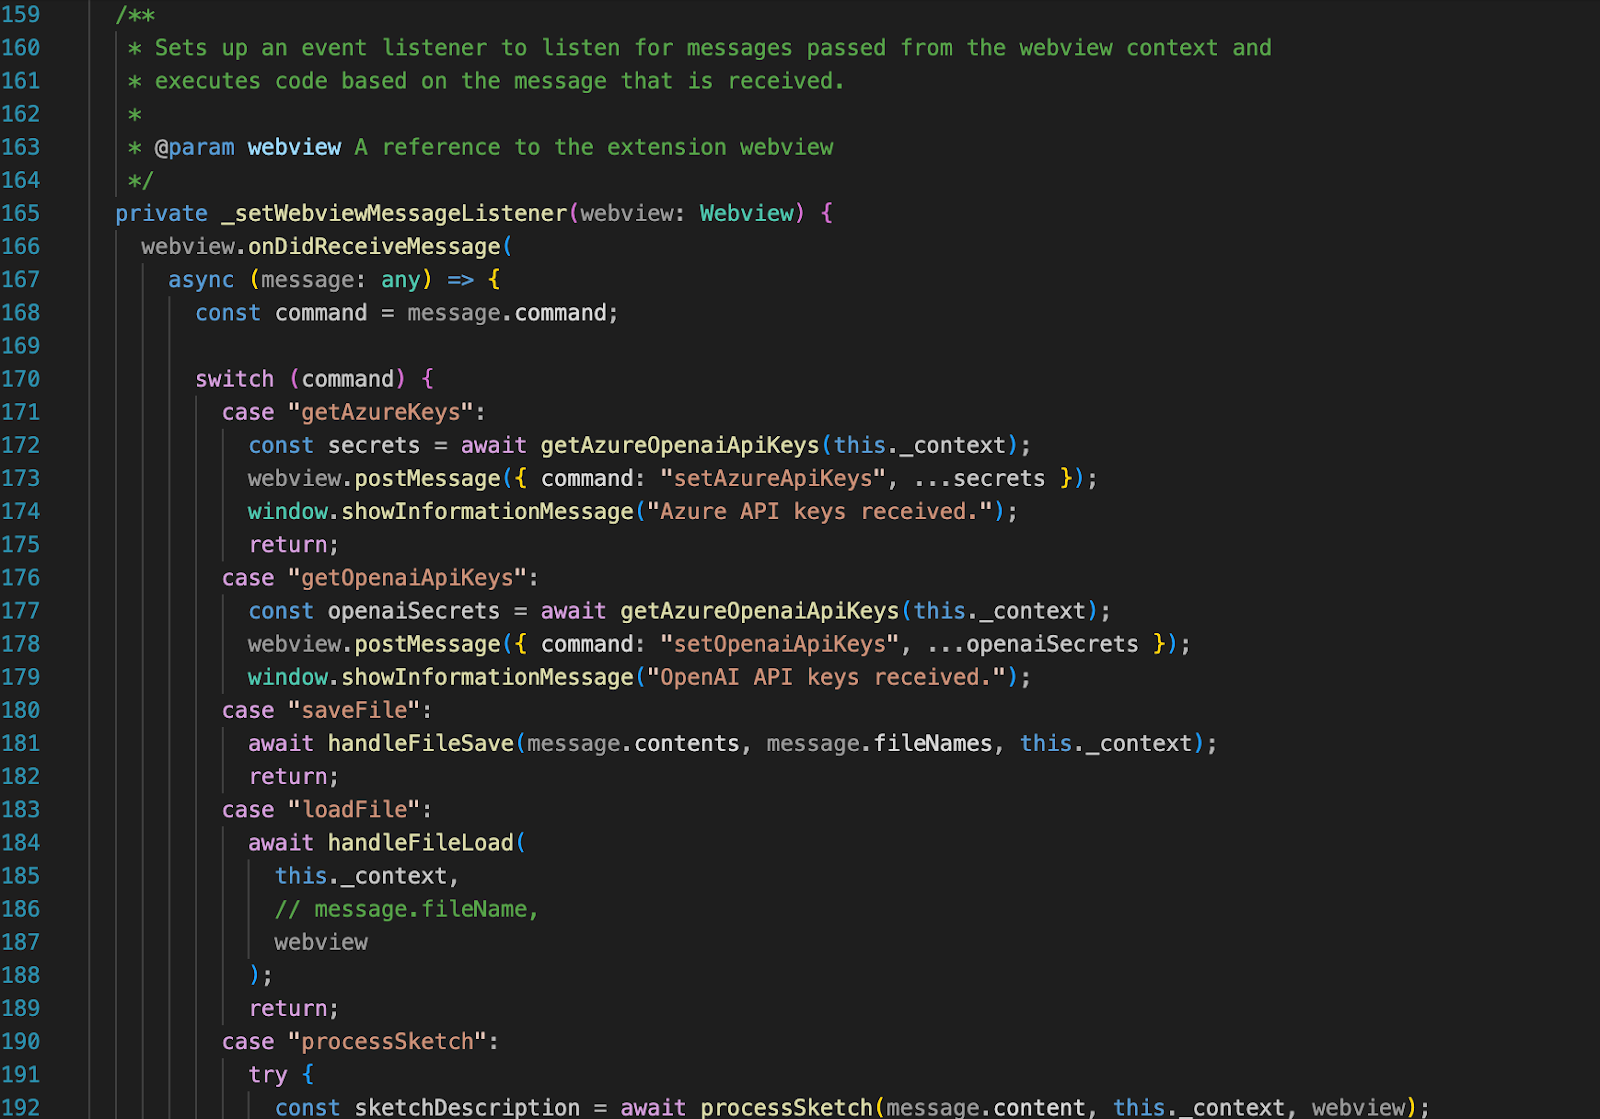 159 /**
160 * Sets up an event listener to listen for messages passed from the webview context and
161 * executes code based on the message that is received.
162 *
163 * @param webview A reference to the extension webview
164 */
165 private _setWebviewMessageListener(webview: Webview) {
166 webview.onDidReceiveMessage(
167 async (message: any) => {
168 const command = message.command;
169
170 switch (command) {
171 case "getAzureKeys":
172 const secrets = await getAzureOpenaiApiKeys(this._context);
173 webview.postMessage({ command: "setAzureApiKeys", ...secrets });
174 window.showInformationMessage("Azure API keys received.");
175 return;
176 case "getOpenaiApiKeys":
177 const openaiSecrets = await getAzureOpenaiApiKeys(this._context);
178 webview.postMessage({ command: "setOpenaiApiKeys", ...openaiSecrets });
179 window.showInformationMessage("OpenAI API keys received.");
180 case "saveFile":
181 await handleFileSave(message.contents, message.fileNames, this._context);
182 return;
183 case "loadFile":
184 await handleFileLoad(
185 this._context,
186 // message.fileName,
187 webview
188 );
189 return;
190 case "processSketch":
191 try {
192 const sketchDescription = await processSketch(message.content, this._context, webview);